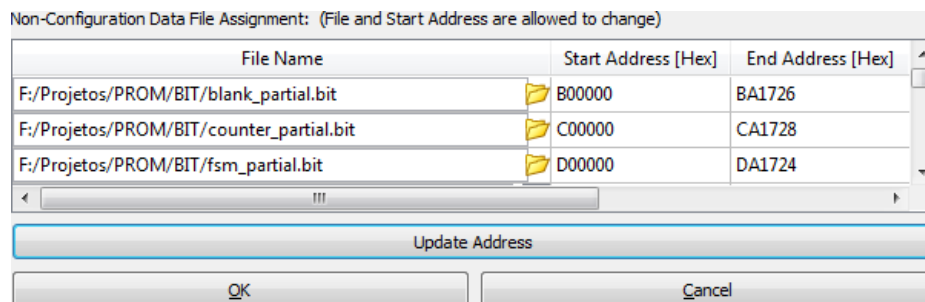 Non-Configuration Data File Assignment: (File and Start Address are allowed to change)
File Name Start Address [Hex] End Address [Hex]
F:/Projetos/PROM/BIT/blank_partial.bit B00000 BA1726
F:/Projetos/PROM/BIT/counter_partial.bit C00000 CA1728
F:/Projetos/PROM/BIT/fsm_partial.bit D00000 DA1724
Update Address
OK Cancel